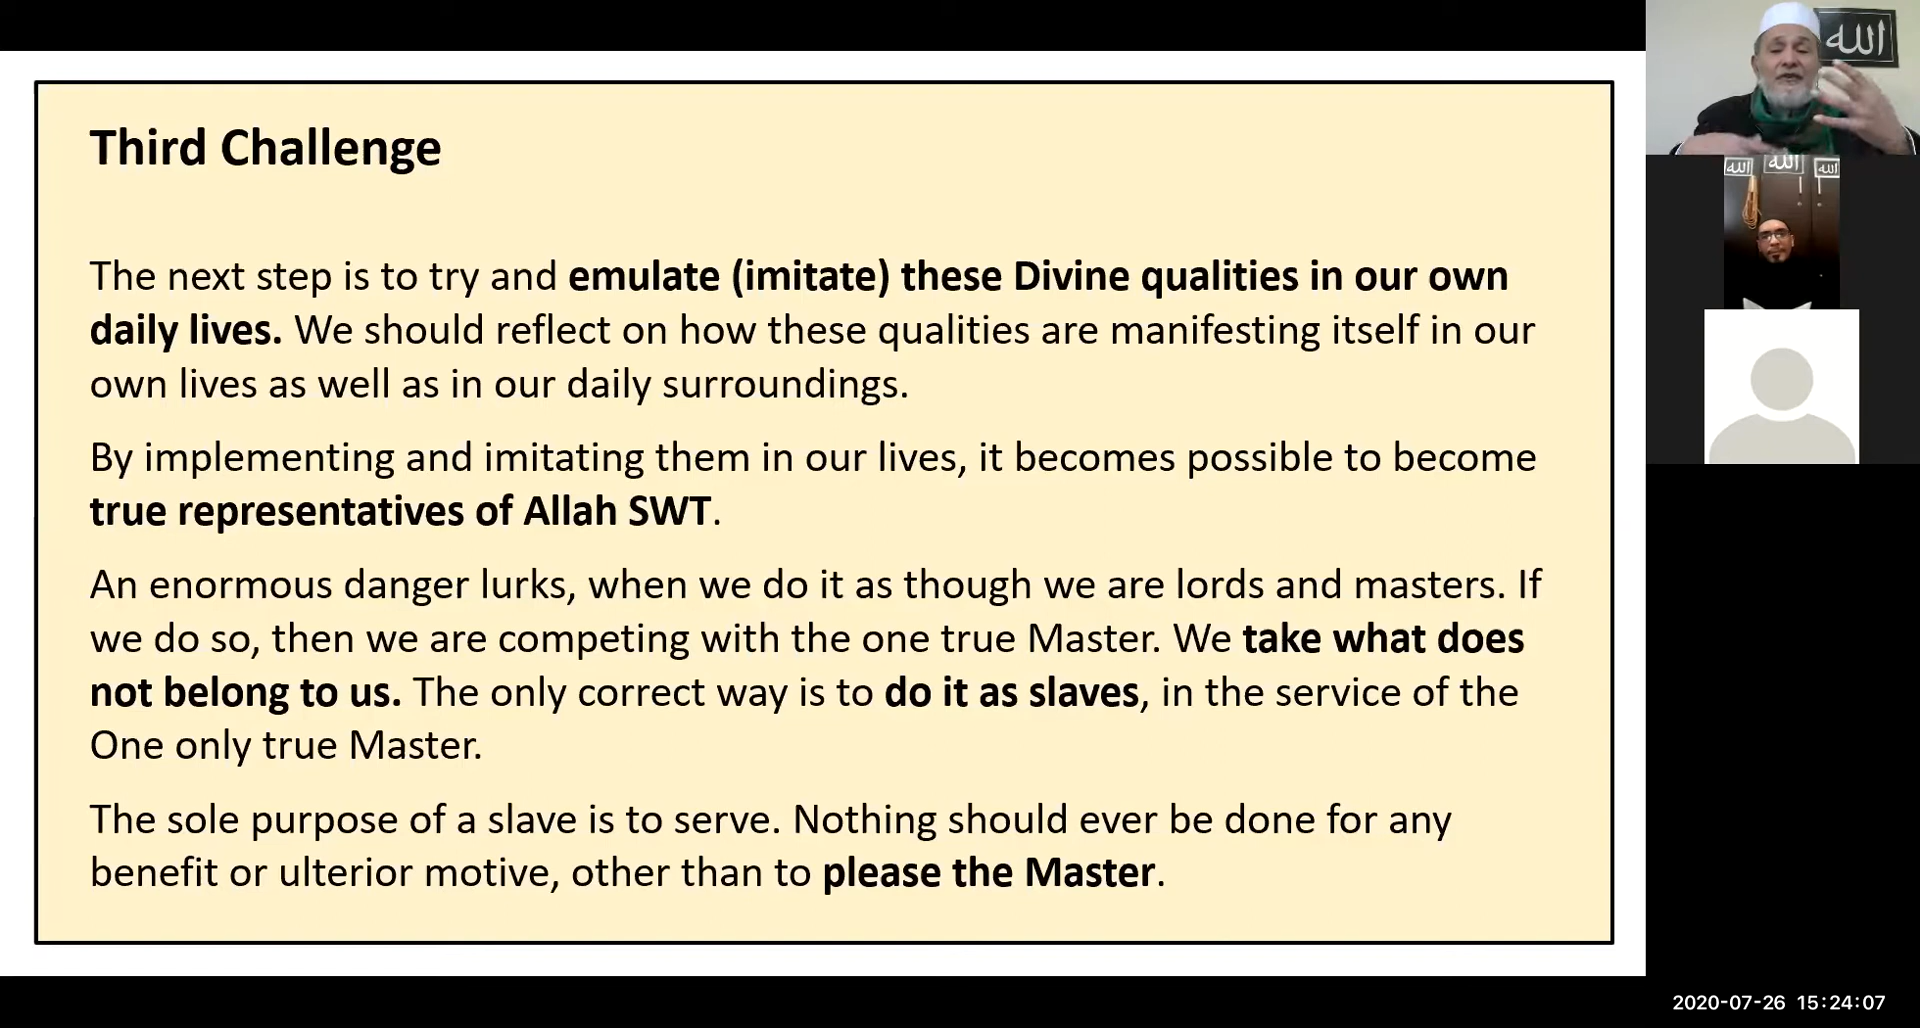 Third Challenge
The next step is to try and emulate (imitate) these Divine qualities in our own
daily lives. We should reflect on how these qualities are manifesting itself in our
own lives as well as in our daily surroundings.
By implementing and imitating them in our lives, it becomes possible to become
true representatives of Allah SWT.
An enormous danger lurks, when we do it as though we are lords and masters. If
we do so, then we are competing with the one true Master. We take what does
not belong to us. The only correct way is to do it as slaves, in the service of the
One only true Master.
The sole purpose of a slave is to serve. Nothing should ever be done for any
benefit or ulterior motive, other than to please the Master.
الله
الله
الله
الله
2020-07-26 15:24:07